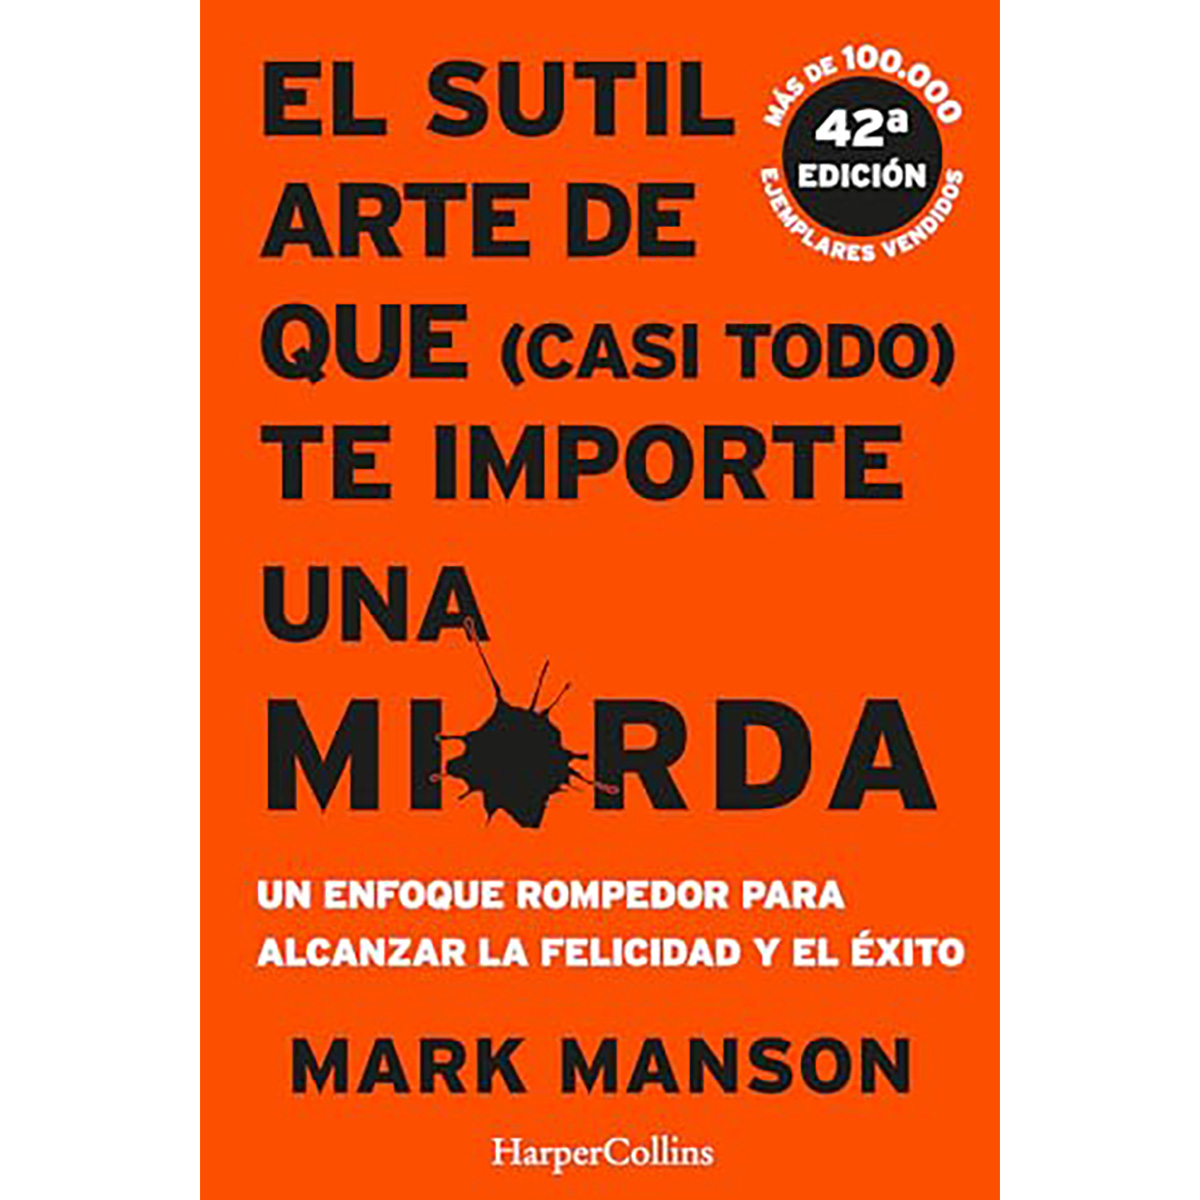 EL SUTIL
ARTE DE
QUE (CASI TODO)
TE IMPORTE
UNA
MI RDA
MÁS DE 100.000
42ª
EDICIÓN
EJEMPLARES VENDIDOS
UN ENFOQUE ROMPEDOR PARA
ALCANZAR LA FELICIDAD Y EL ÉXITO
MARK MANSON
HarperCollins